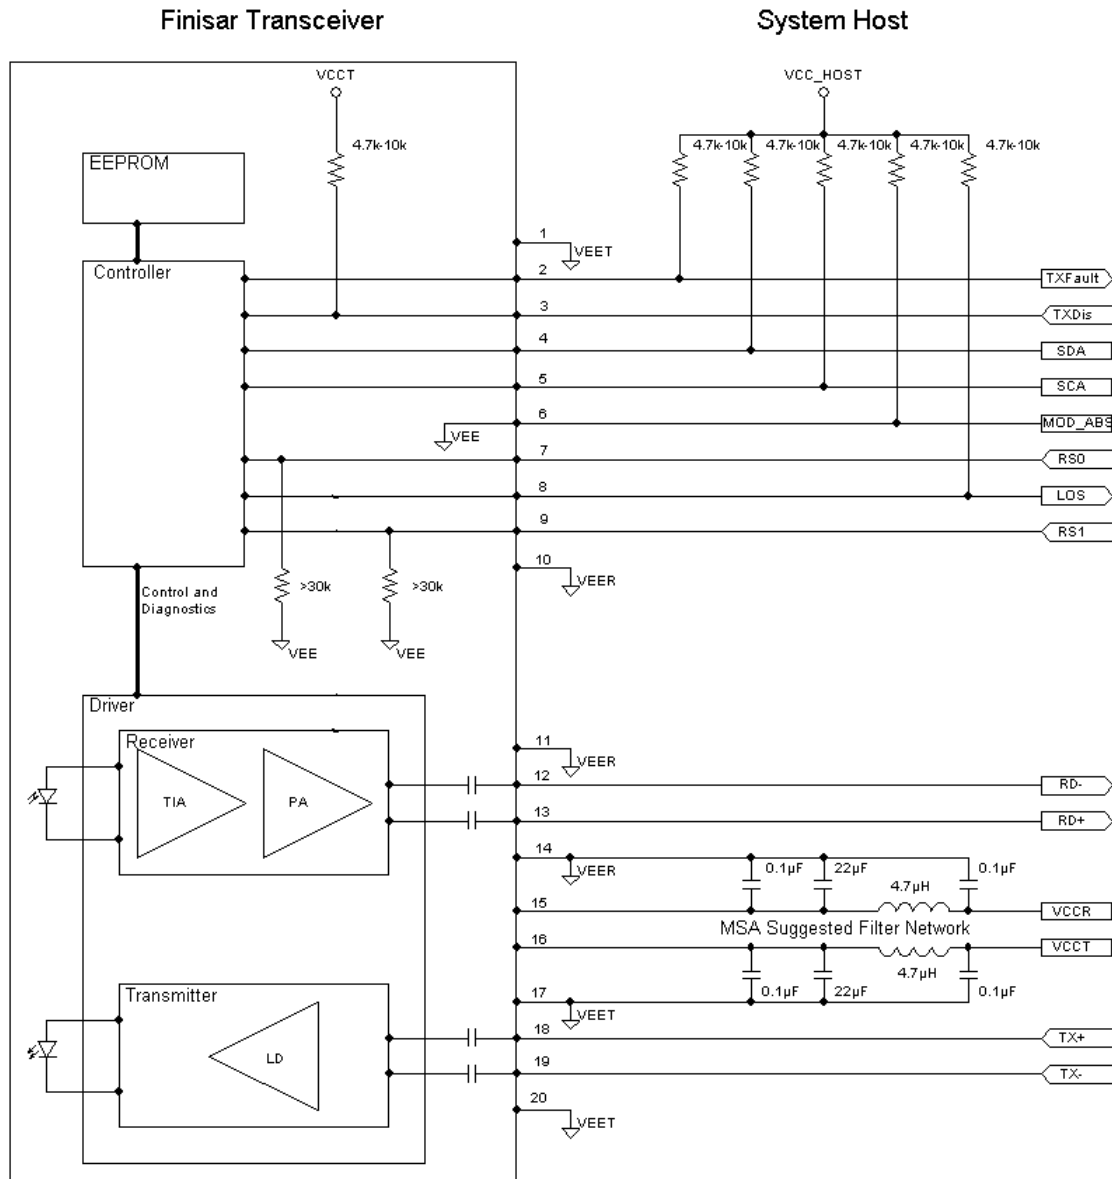 Finisar Transceiver
System Host
VCCT
VCC_HOST
4.7k-10k
4.7k-10k 4.7k-10k 4.7k-10k 4.7k-10k 4.7k-10k
EEPROM
Controller
1
VEET
2
TXFault
3
TXDis
4
SDA
5
SCA
6
VEE
MOD_ABS
7
RS0
8
LOS
9
RS1
10
VEER
>30k
>30k
Control and
Diagnostics
VEE
VEE
Driver
Receiver
TIA
PA
11
VEER
12
RD-
13
RD+
14
VEER
0.1µF
22µF
4.7µH
0.1µF
15
VCCR
MSA Suggested Filter Network
16
VCCT
4.7µH
0.1µF
22µF
0.1µF
17
VEET
Transmitter
LD
18
TX+
19
TX-
20
VEET